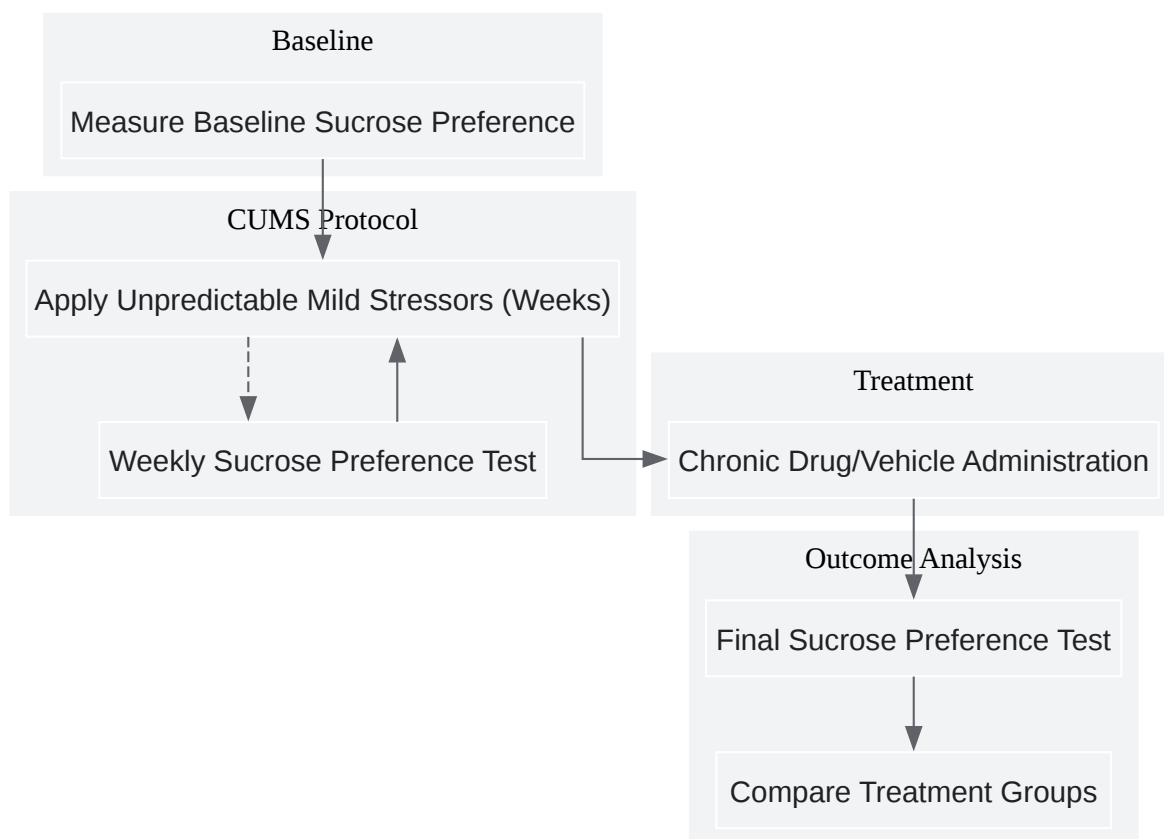 Baseline
Measure Baseline Sucrose Preference
CUMS Protocol
Apply Unpredictable Mild Stressors (Weeks)
Weekly Sucrose Preference Test
Treatment
Chronic Drug/Vehicle Administration
Outcome Analysis
Final Sucrose Preference Test
Compare Treatment Groups